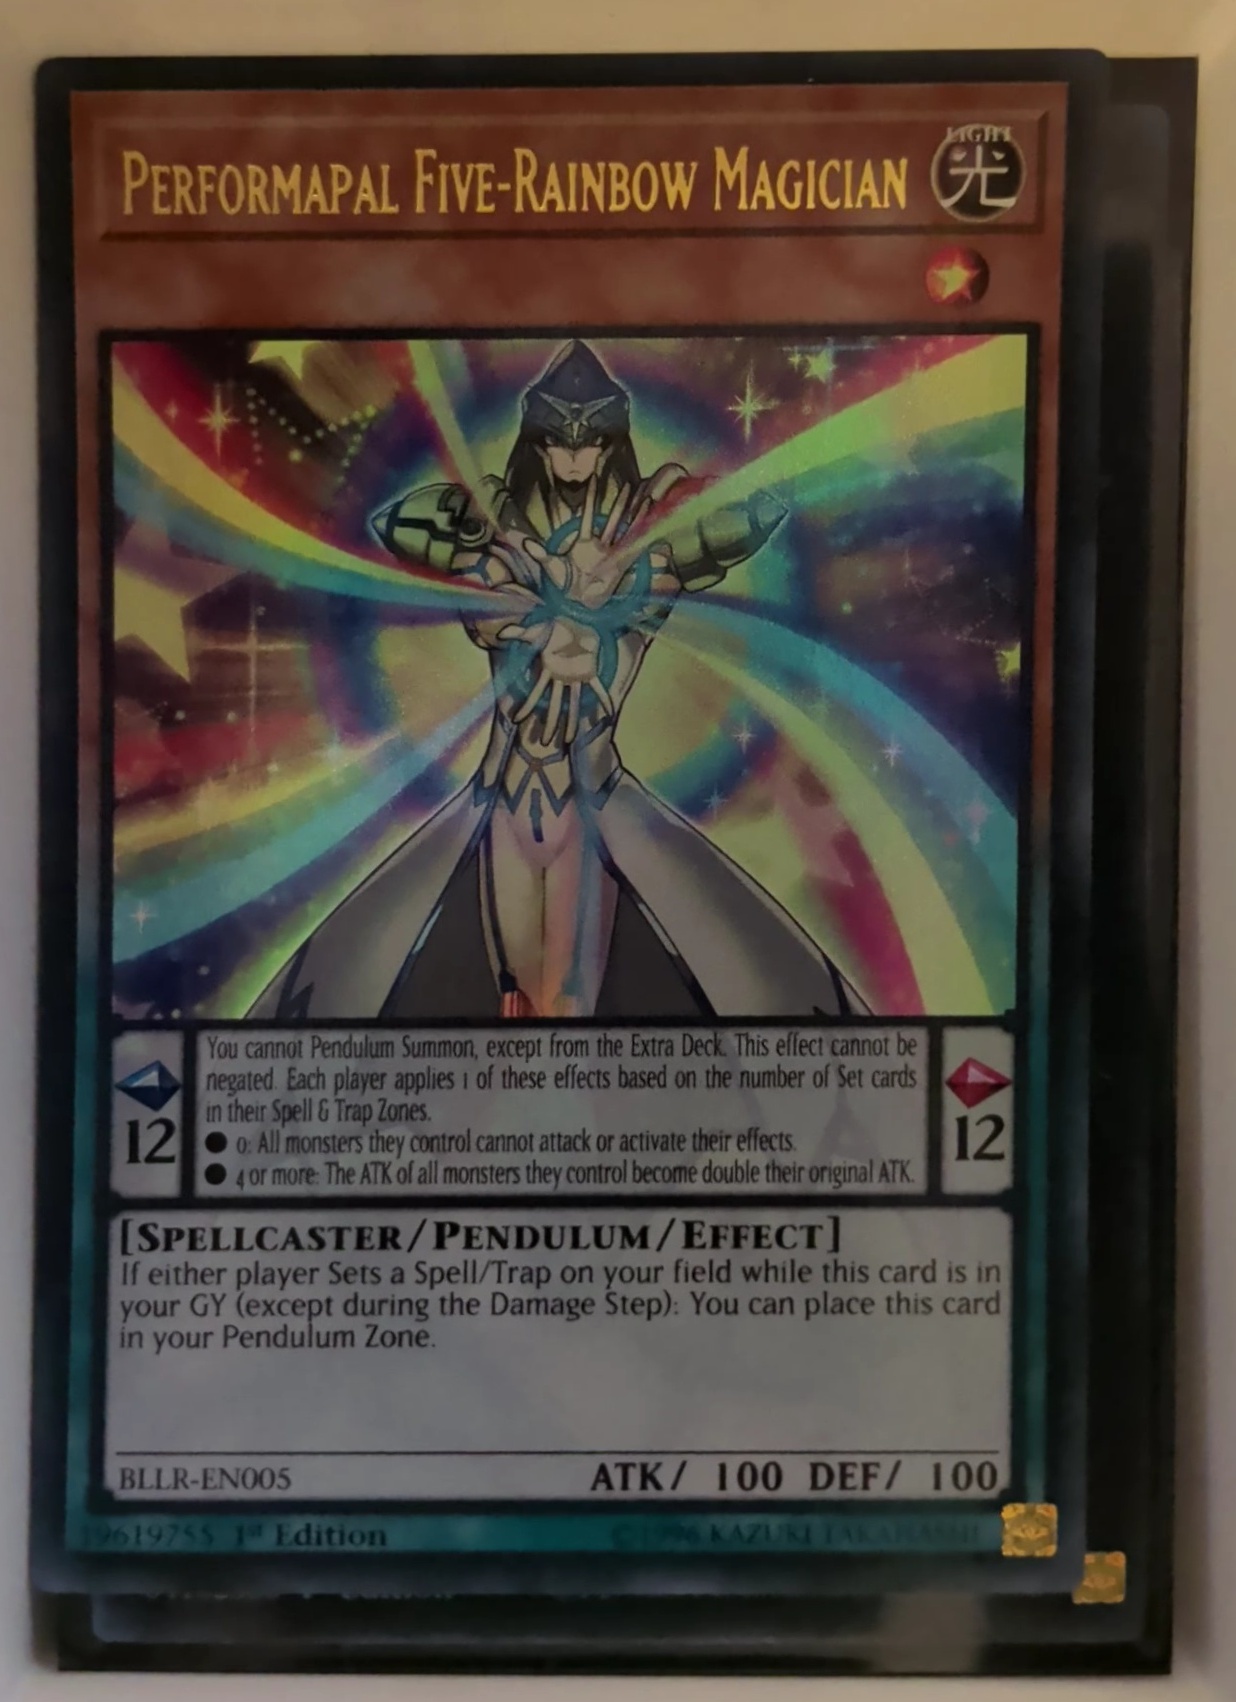 PERFORMAPAL FIVE-RAINBOW MAGICIAN
LIGHT
光
You cannot Pendulum Summon, except from the Extra Deck. This effect cannot be
negated. Each player applies 1 of these effects based on the number of Set cards
in their Spell & Trap Zones.
● 0: All monsters they control cannot attack or activate their effects.
● 4 or more: The ATK of all monsters they control become double their original ATK.
12
12
[SPELLCASTER/PENDULUM/EFFECT]
If either player Sets a Spell/Trap on your field while this card is in
your GY (except during the Damage Step): You can place this card
in your Pendulum Zone.
BLLR-EN005 ATK/ 100 DEF/ 100
19619755 1st Edition ©1996 KAZUKI TAKAHASHI